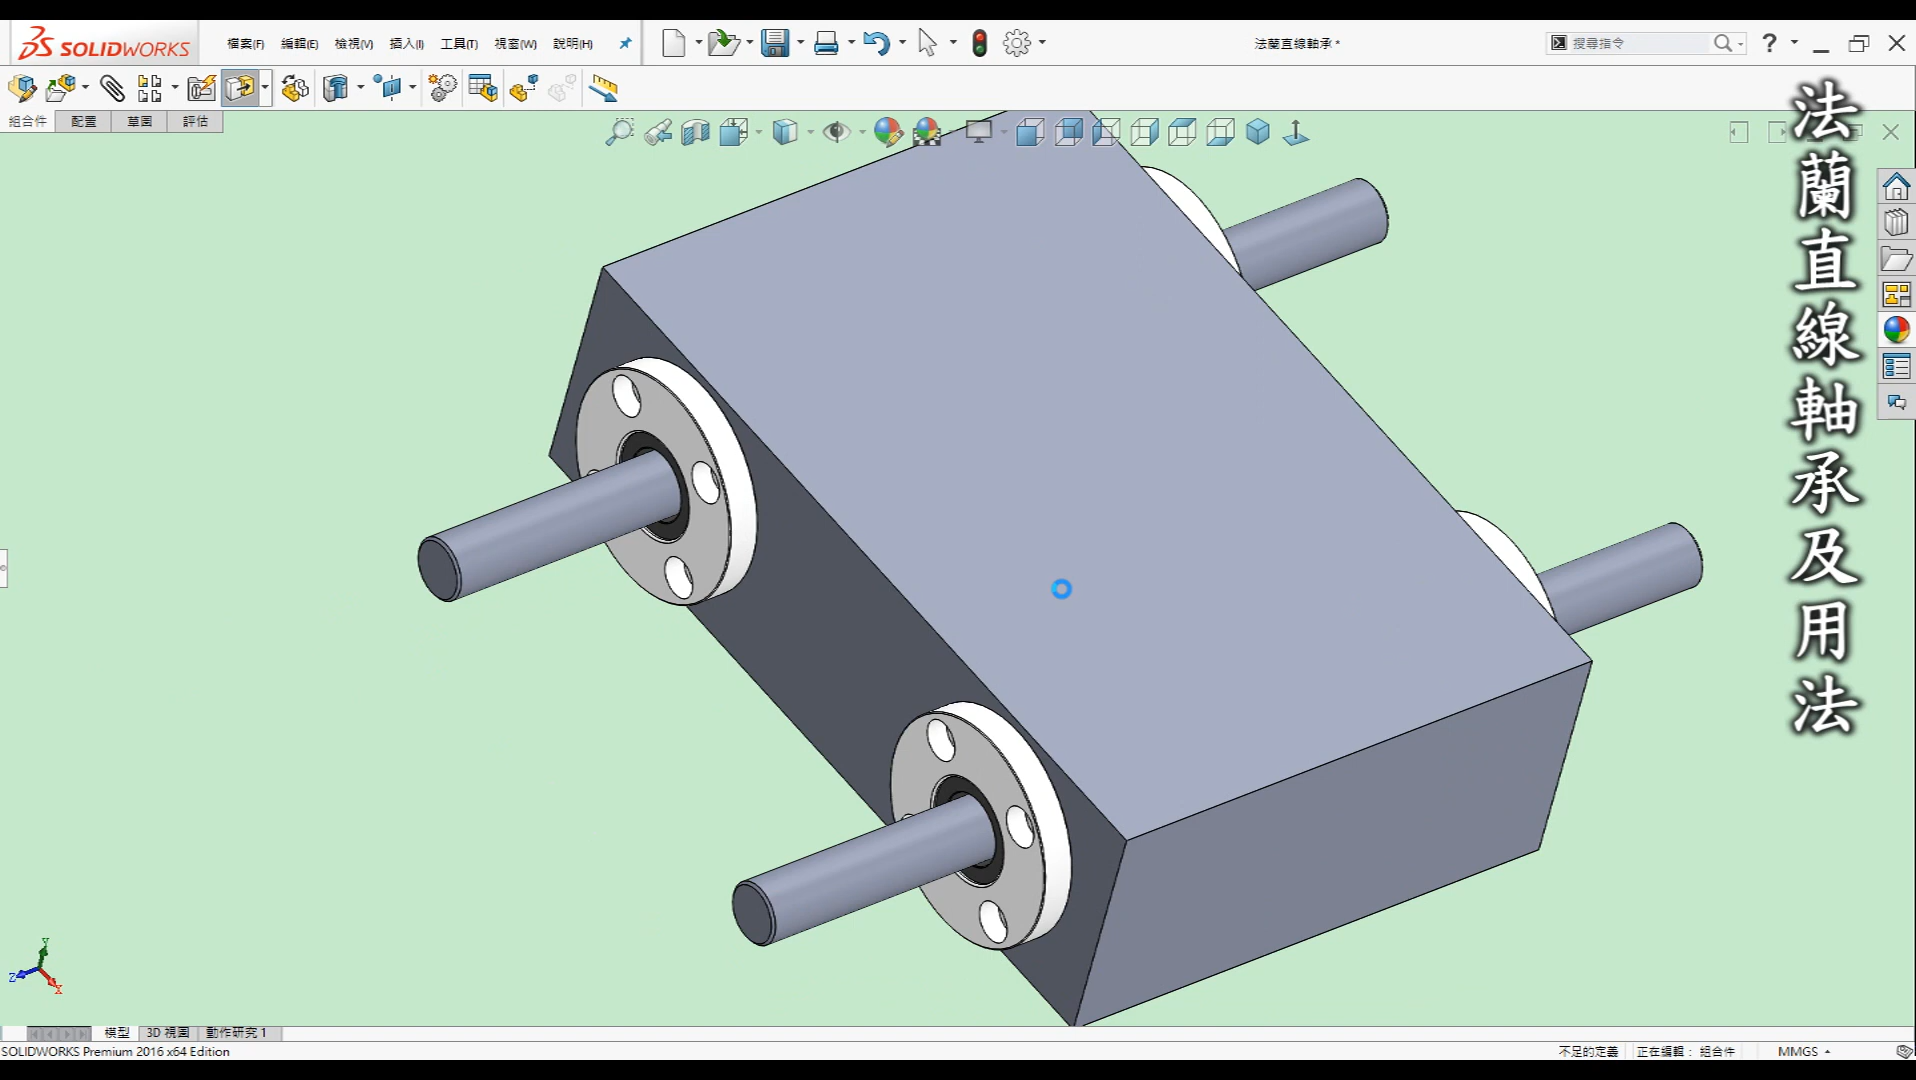 SOLIDWORKS
檔案(F) 編輯(E) 檢視(V) 插入(I) 工具(T) 視窗(W) 說明(H)
法蘭直線軸承 *
搜尋指令
組合件 配置 草圖 評估
法蘭直線軸承及用法
Y
Z
X
模型 3D 視圖 動作研究 1
SOLIDWORKS Premium 2016 x64 Edition
不足的定義 正在編輯： 組合件 MMGS